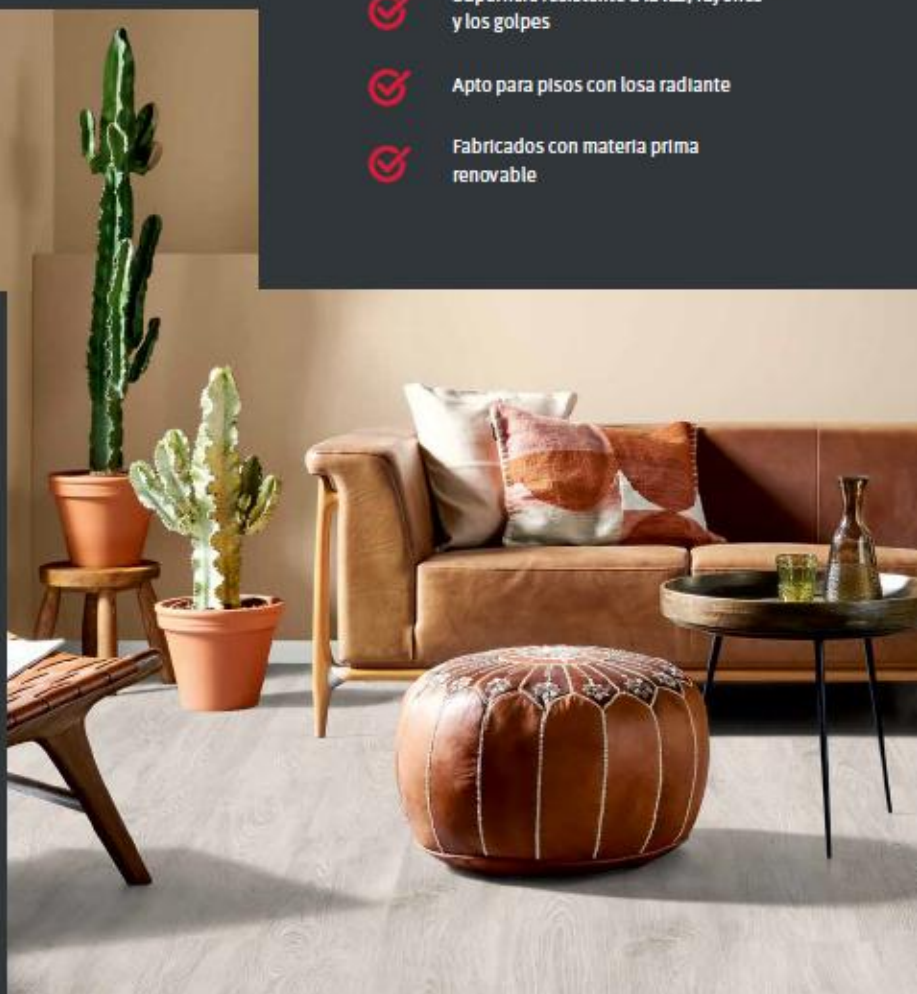 y los golpes
Apto para pisos con losa radiante
Fabricados con materia prima
renovable